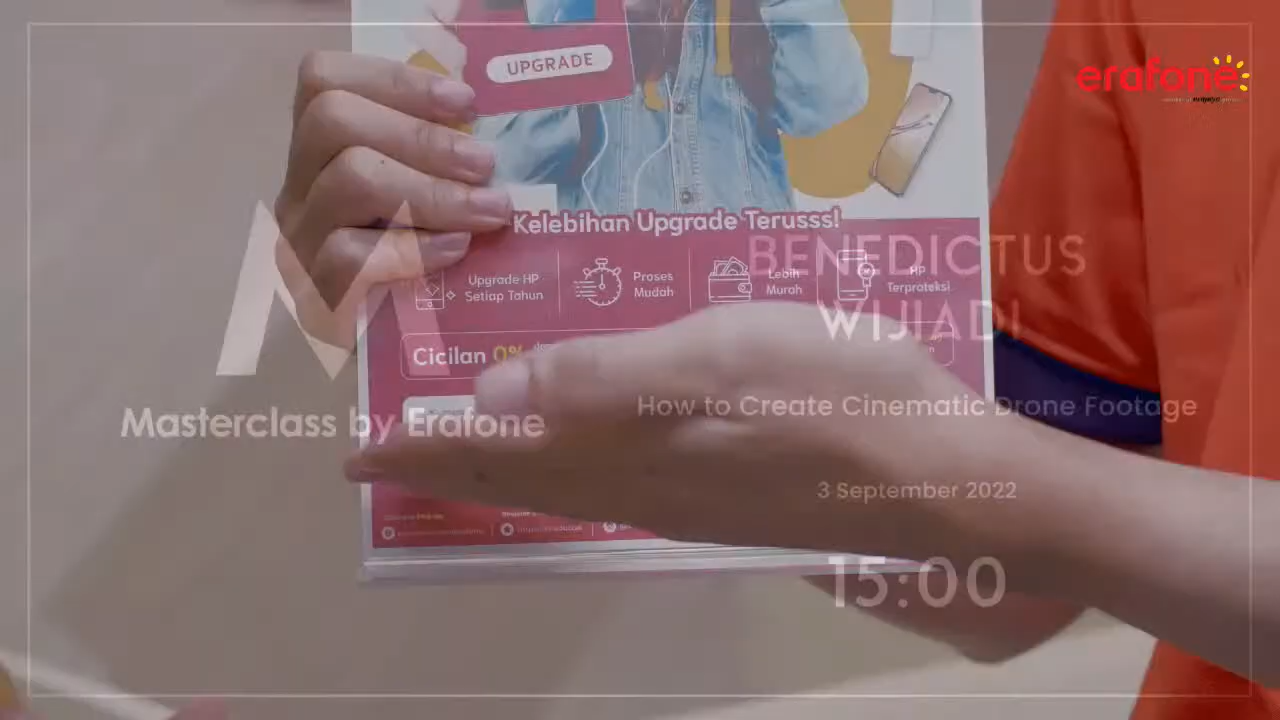 UPGRADE
erafone
Kelebihan Upgrade Terusss!
Upgrade HP
Setiap Tahun
Proses
Mudah
Lebih
Murah
HP
Terproteksi
Cicilan 0%
BENEDICTUS
WIJIADI
Masterclass by Erafone
How to Create Cinematic Drone Footage
3 September 2022
15:00